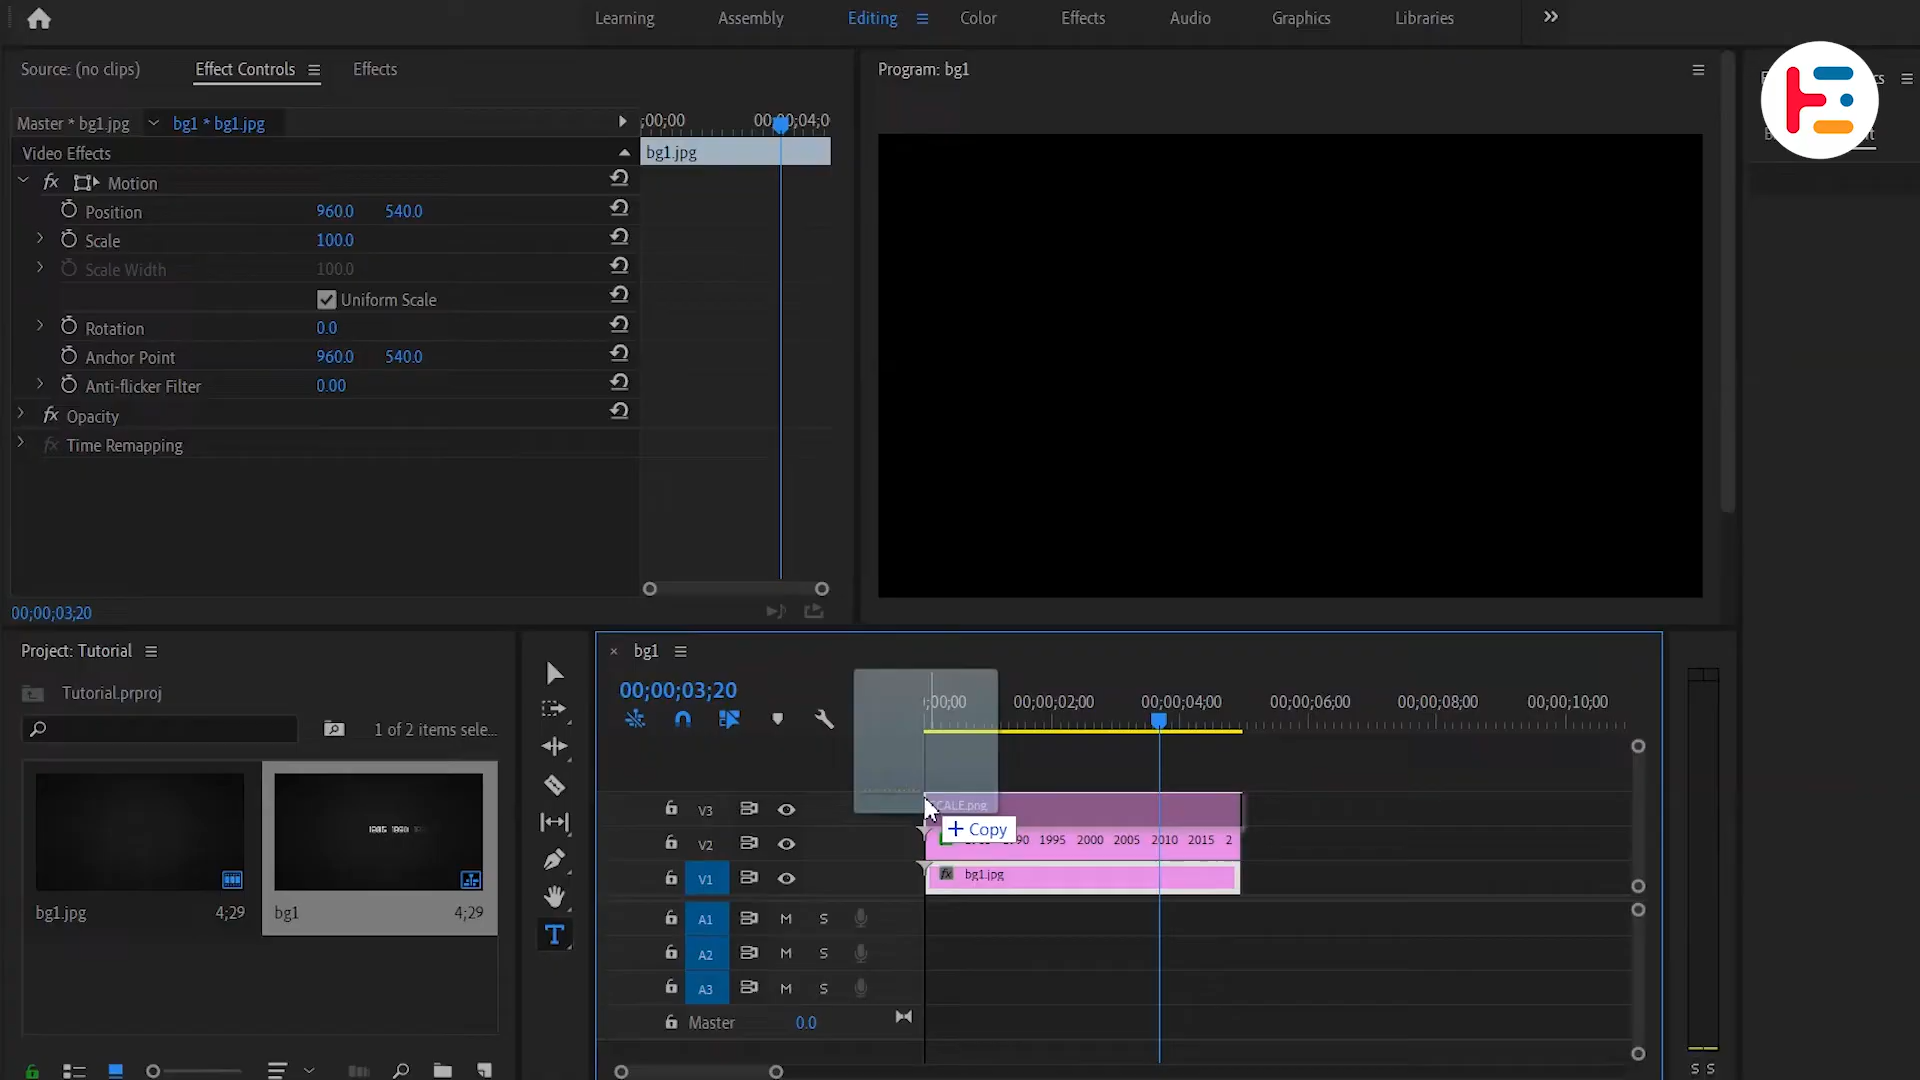 Learning Assembly Editing Color Effects Audio Graphics Libraries
Source: (no clips) Effect Controls Effects
Program: bg1
Master * bg1.jpg bg1 * bg1.jpg
;00;00 00;00;04;0
Video Effects
bg1.jpg
fx Motion
Position 960.0 540.0
Scale 100.0
Scale Width 100.0
Uniform Scale
Rotation 0.0
Anchor Point 960.0 540.0
Anti-flicker Filter 0.00
fx Opacity
fx Time Remapping
00;00;03;20
Project: Tutorial
Tutorial.prproj
1 of 2 items sele...
bg1.jpg 4;29
bg1 4;29
bg1
00;00;03;20
;00;00 00;00;02;00 00;00;04;00 00;00;06;00 00;00;08;00 00;00;10;00
V3
SCALE.png
Copy
V2
1990 1995 2000 2005 2010 2015 2
V1
fx bg1.jpg
A1 M S
A2 M S
A3 M S
Master 0.0
S S